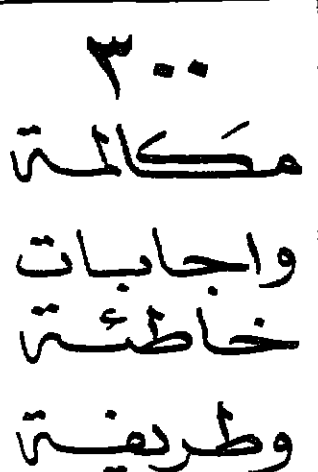 ٣٠٠
مَكالمة
واجابات
خاطئة
وطريفة